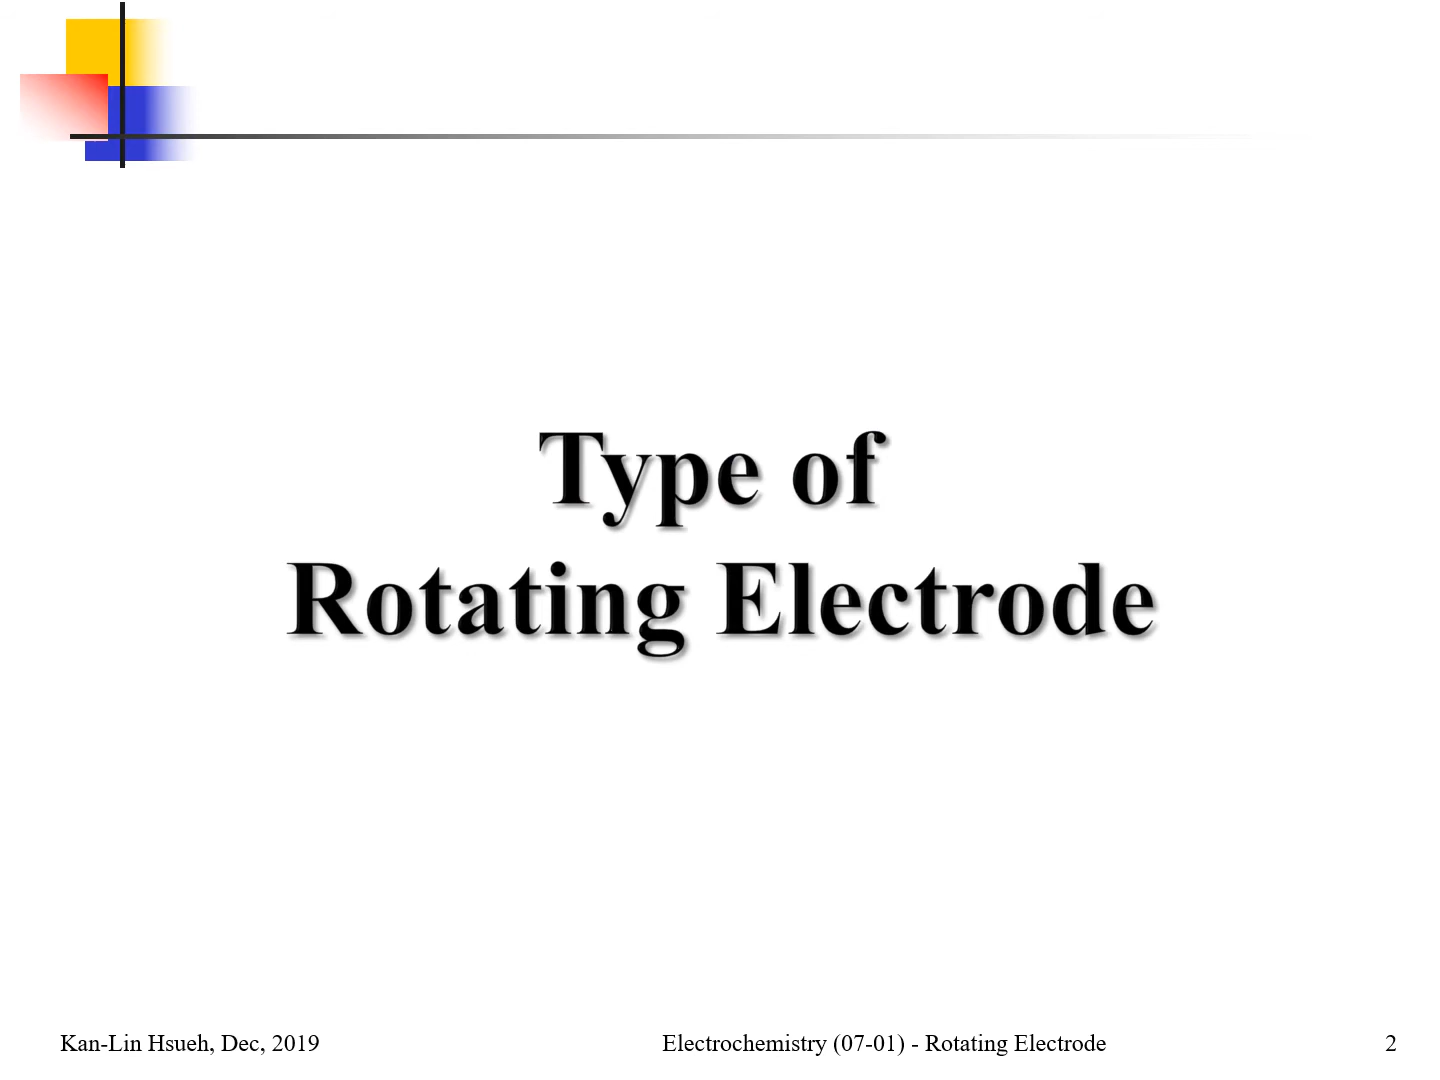 Type of
Rotating Electrode
Kan-Lin Hsueh, Dec, 2019
Electrochemistry (07-01) - Rotating Electrode
2